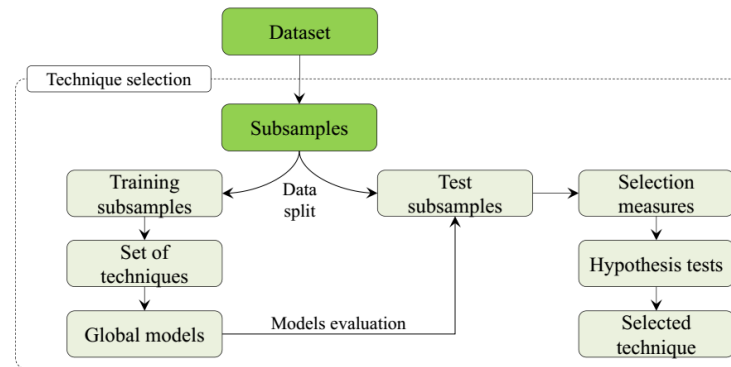 Dataset
Technique selection
Subsamples
Training
subsamples
Data
split
Test
subsamples
Selection
measures
Set of
techniques
Hypothesis tests
Global models
Models evaluation
Selected
technique